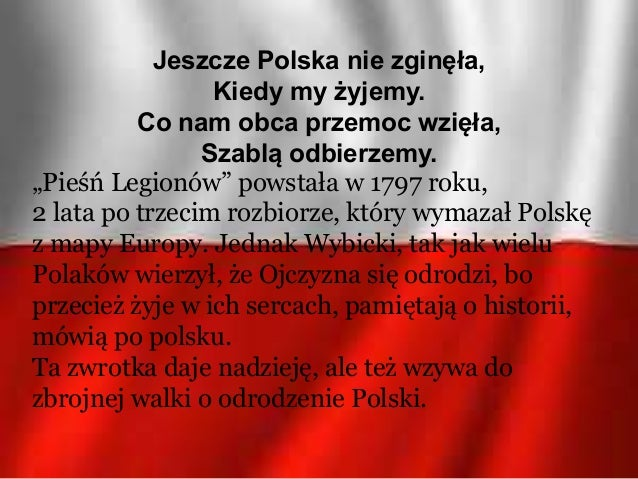 Jeszcze Polska nie zginęła,
Kiedy my żyjemy.
Co nam obca przemoc wzięła,
Szablą odbierzemy.
„Pieśń Legionów” powstała w 1797 roku,
2 lata po trzecim rozbiorze, który wymazał Polskę
z mapy Europy. Jednak Wybicki, tak jak wielu
Polaków wierzył, że Ojczyzna się odrodzi, bo
przecież żyje w ich sercach, pamiętają o historii,
mówią po polsku.
Ta zwrotka daje nadzieję, ale też wzywa do
zbrojnej walki o odrodzenie Polski.